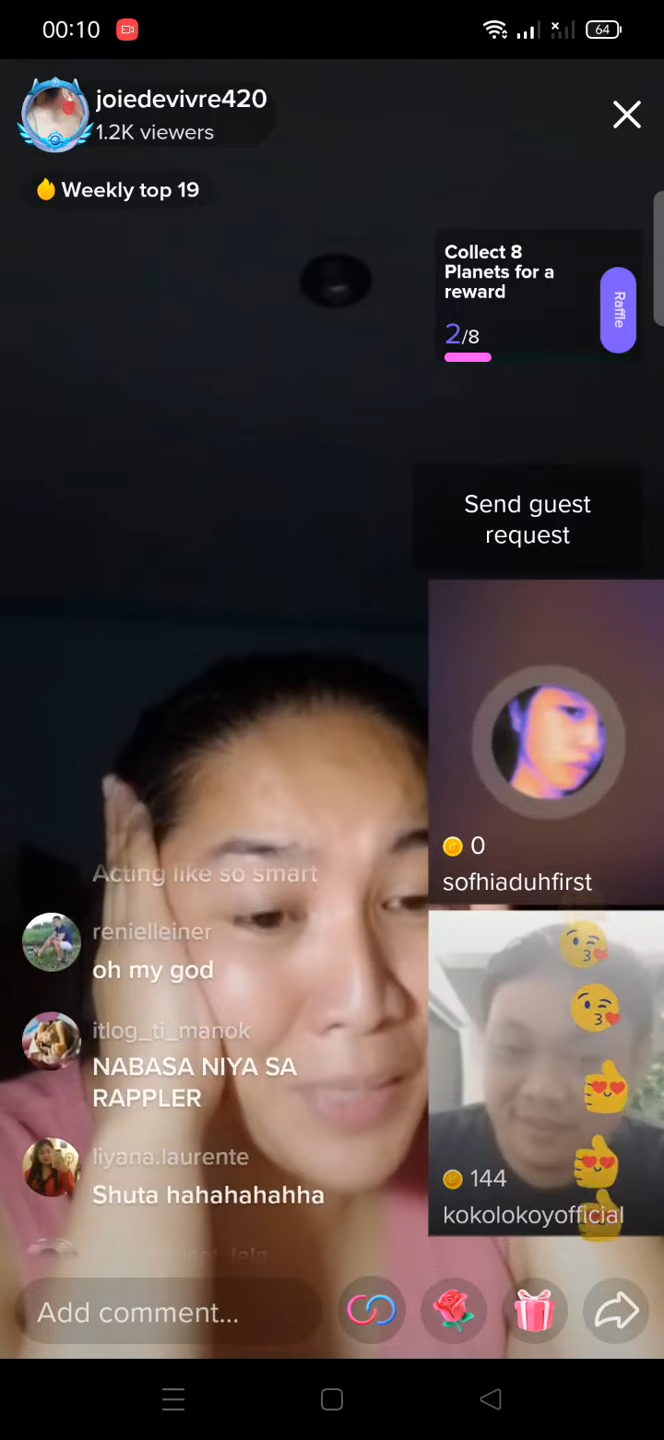 00:10
64
joiedevivre420
1.2K viewers
Weekly top 19
Collect 8
Planets for a
reward
2/8
Raffle
Send guest
request
0
sofhiaduhfirst
Acting like so smart
renielleiner
oh my god
itlog_ti_manok
NABASA NIYA SA
RAPPLER
liyana.laurente
Shuta hahahahahha
144
kokolokoyofficial
Add comment...